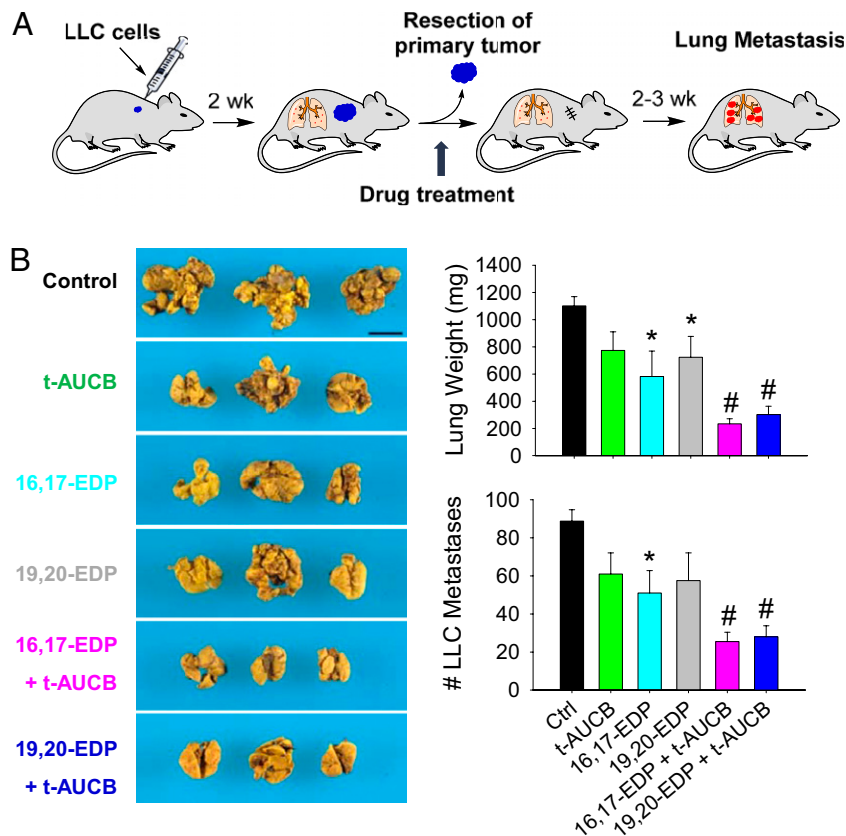 A
LLC cells
2 wk
Resection of
primary tumor
Drug treatment
2-3 wk
Lung Metastasis
B
Control
t-AUCB
16,17-EDP
19,20-EDP
16,17-EDP
+ t-AUCB
19,20-EDP
+ t-AUCB
Lung Weight (mg)
1400
1200
1000
800
600
400
200
0
*
*
#
#
# LLC Metastases
100
80
60
40
20
0
*
#
#
Ctrl
t-AUCB
16,17-EDP
19,20-EDP
16,17-EDP + t-AUCB
19,20-EDP + t-AUCB